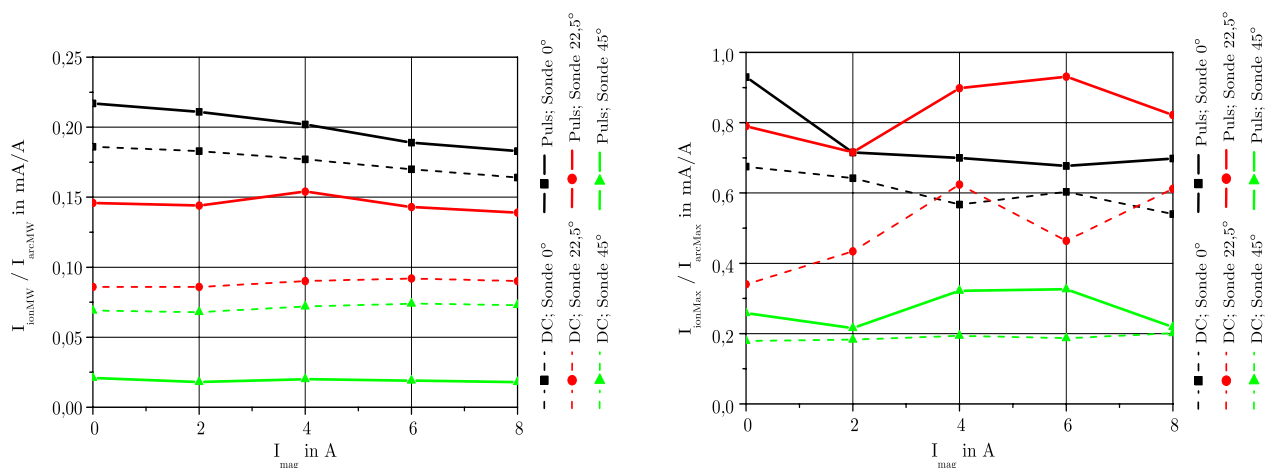 0,25
0,20
0,15
0,10
0,05
0,00
0 2 4 6 8
I_mag in A
I_ionMW / I_arcMW in mA/A
DC; Sonde 0° Puls; Sonde 0°
DC; Sonde 22,5° Puls; Sonde 22,5°
DC; Sonde 45° Puls; Sonde 45°
1,0
0,8
0,6
0,4
0,2
0,0
0 2 4 6 8
I_mag in A
I_ionMax / I_arcMax in mA/A
DC; Sonde 0° Puls; Sonde 0°
DC; Sonde 22,5° Puls; Sonde 22,5°
DC; Sonde 45° Puls; Sonde 45°